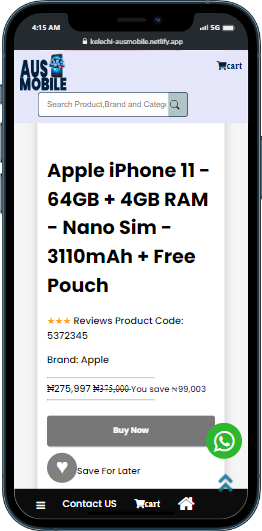 4:15 AM
5G
kelechi-ausmobile.netlify.app
AUS
MOBILE
cart
Search Product,Brand and Catego
Apple iPhone 11 -
64GB + 4GB RAM
- Nano Sim -
3110mAh + Free
Pouch
Reviews Product Code:
5372345
Brand: Apple
₦275,997 ₦375,000 You save ₦99,003
Buy Now
Save For Later
Contact US
cart